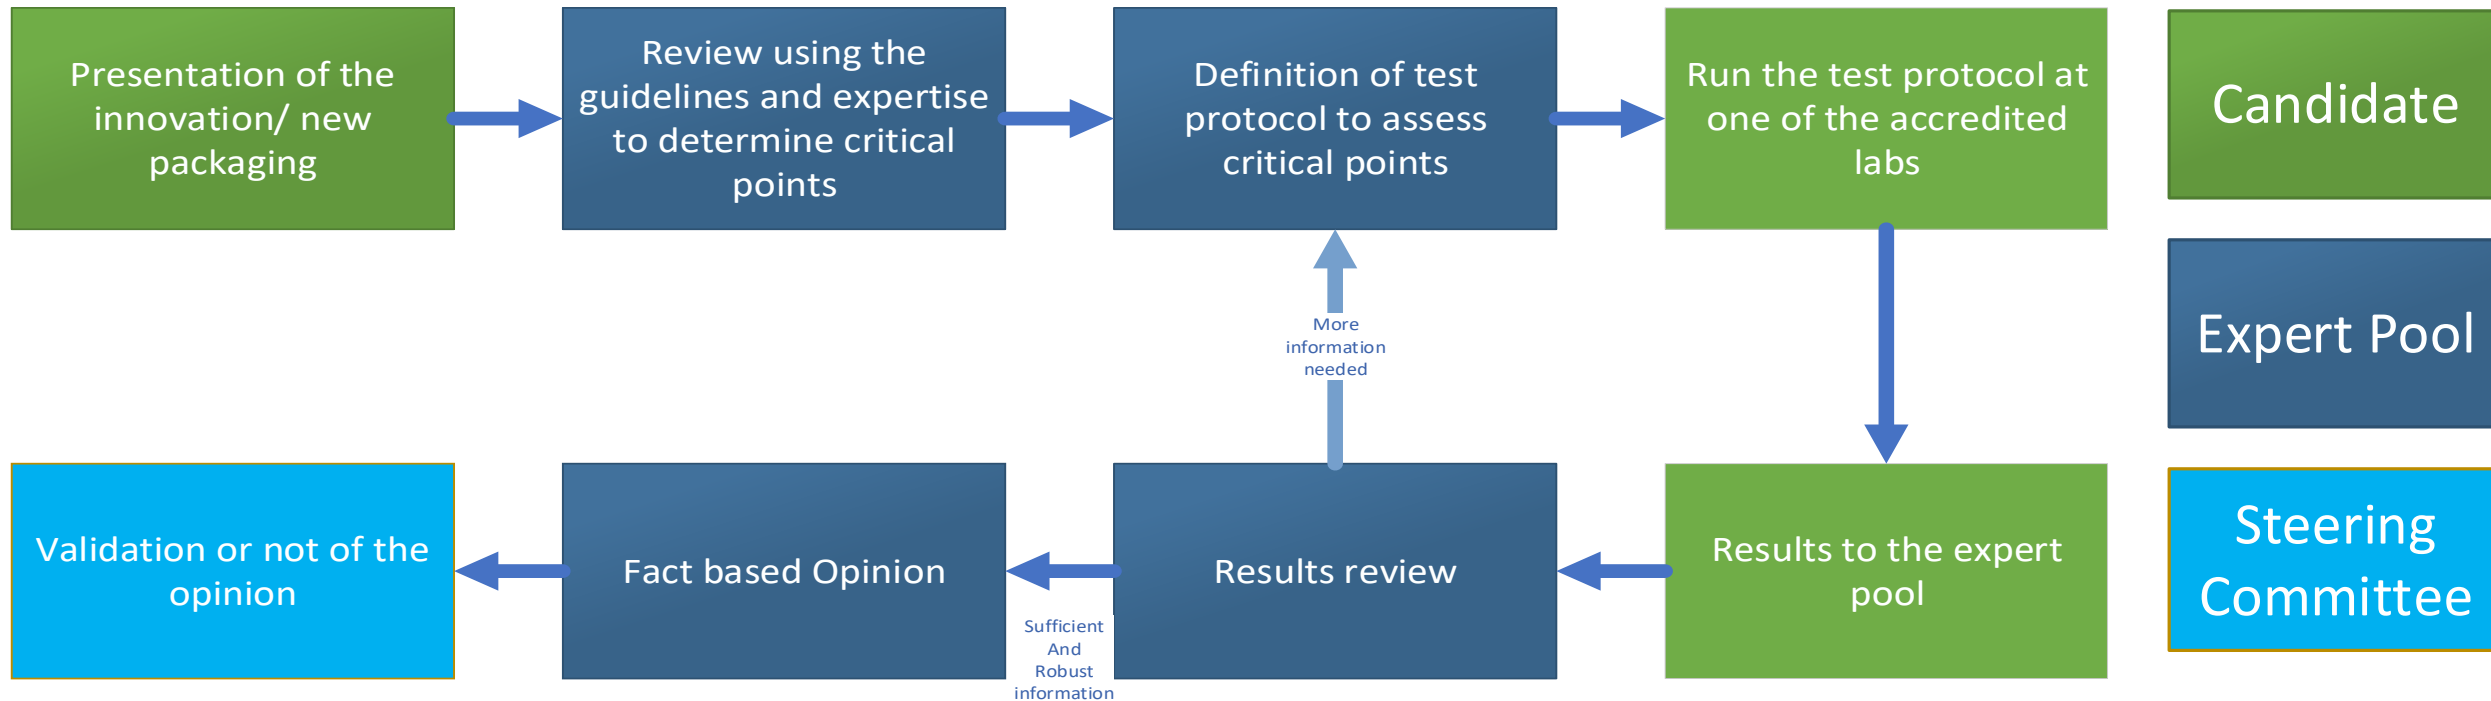 Presentation of the
innovation/ new
packaging
Review using the
guidelines and expertise
to determine critical
points
Definition of test
protocol to assess
critical points
Run the test protocol at
one of the accredited
labs
Candidate
Expert Pool
More
information
needed
Validation or not of the
opinion
Fact based Opinion
Sufficient
And
Robust
information
Results review
Results to the expert
pool
Steering
Committee